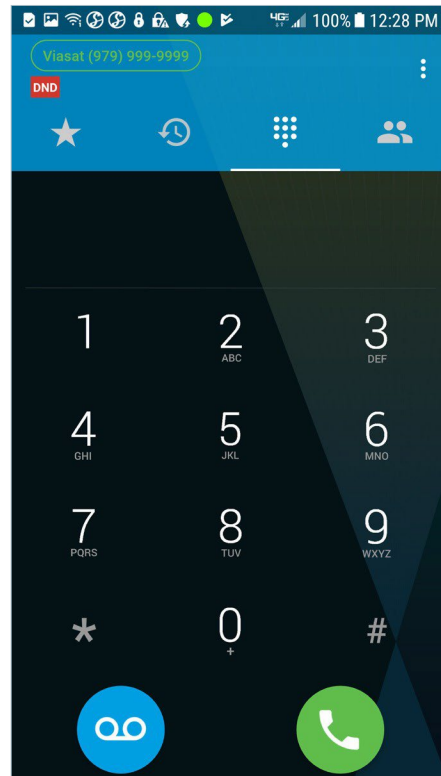 4GE 100% 12:28 PM
Viasat (979) 999-9999
DND
1 2 ABC 3 DEF
4 GHI 5 JKL 6 MNO
7 PQRS 8 TUV 9 WXYZ
* 0 + #